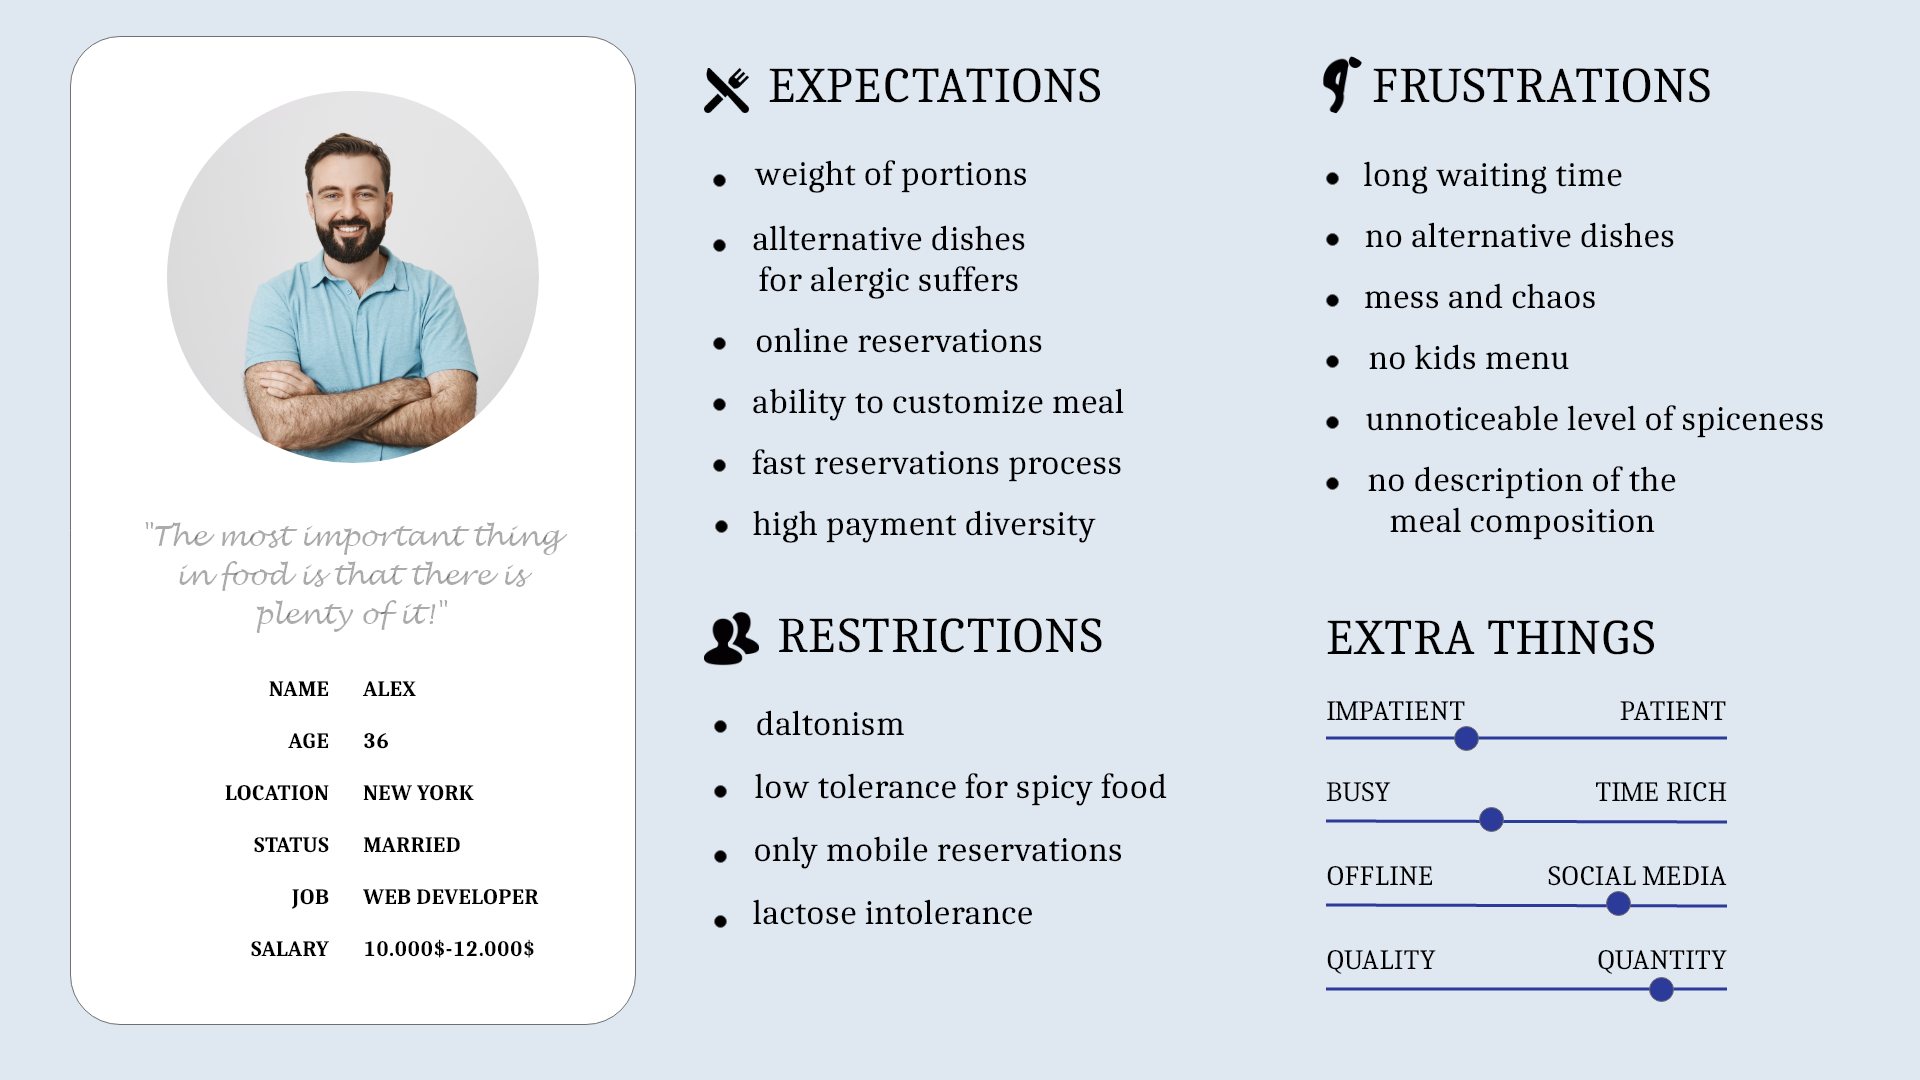 "The most important thing
in food is that there is
plenty of it!"
NAME ALEX
AGE 36
LOCATION NEW YORK
STATUS MARRIED
JOB WEB DEVELOPER
SALARY 10.000$-12.000$
EXPECTATIONS
weight of portions
allternative dishes
for alergic suffers
online reservations
ability to customize meal
fast reservations process
high payment diversity
RESTRICTIONS
daltonism
low tolerance for spicy food
only mobile reservations
lactose intolerance
FRUSTRATIONS
long waiting time
no alternative dishes
mess and chaos
no kids menu
unnoticeable level of spiceness
no description of the
meal composition
EXTRA THINGS
IMPATIENT PATIENT
BUSY TIME RICH
OFFLINE SOCIAL MEDIA
QUALITY QUANTITY